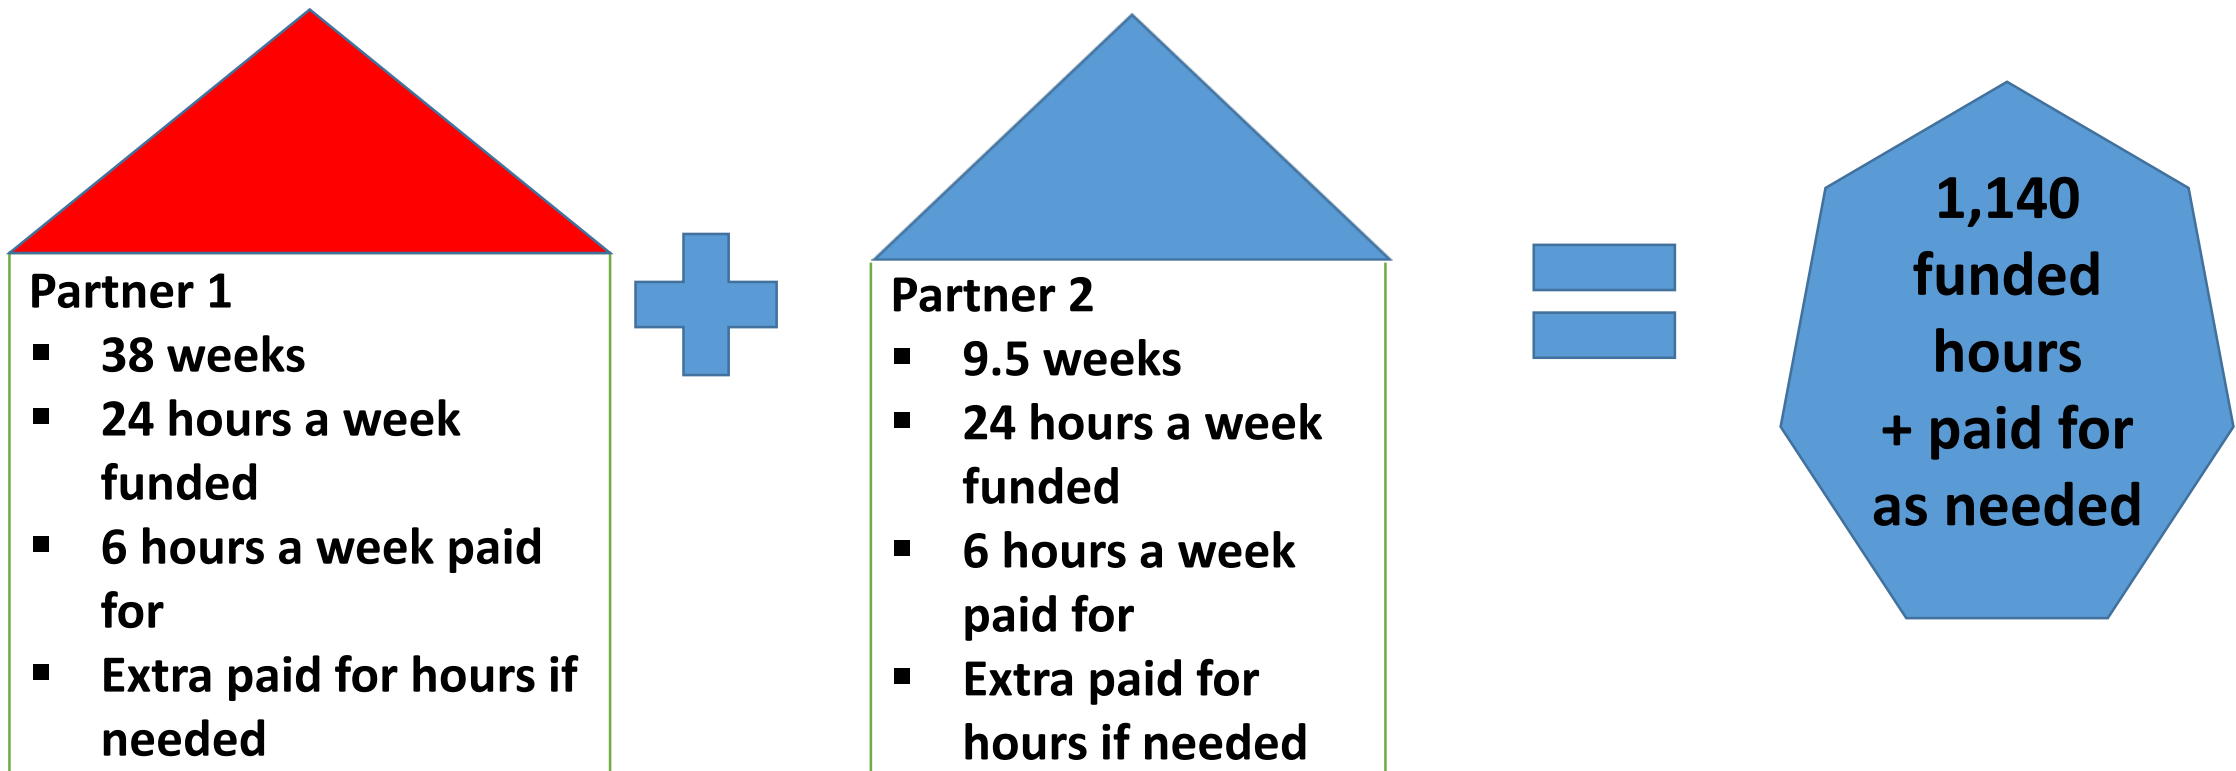 Partner 1
▪ 38 weeks
▪ 24 hours a week
funded
▪ 6 hours a week paid
for
▪ Extra paid for hours if
needed
Partner 2
▪ 9.5 weeks
▪ 24 hours a week
funded
▪ 6 hours a week
paid for
▪ Extra paid for
hours if needed
1,140
funded
hours
+ paid for
as needed